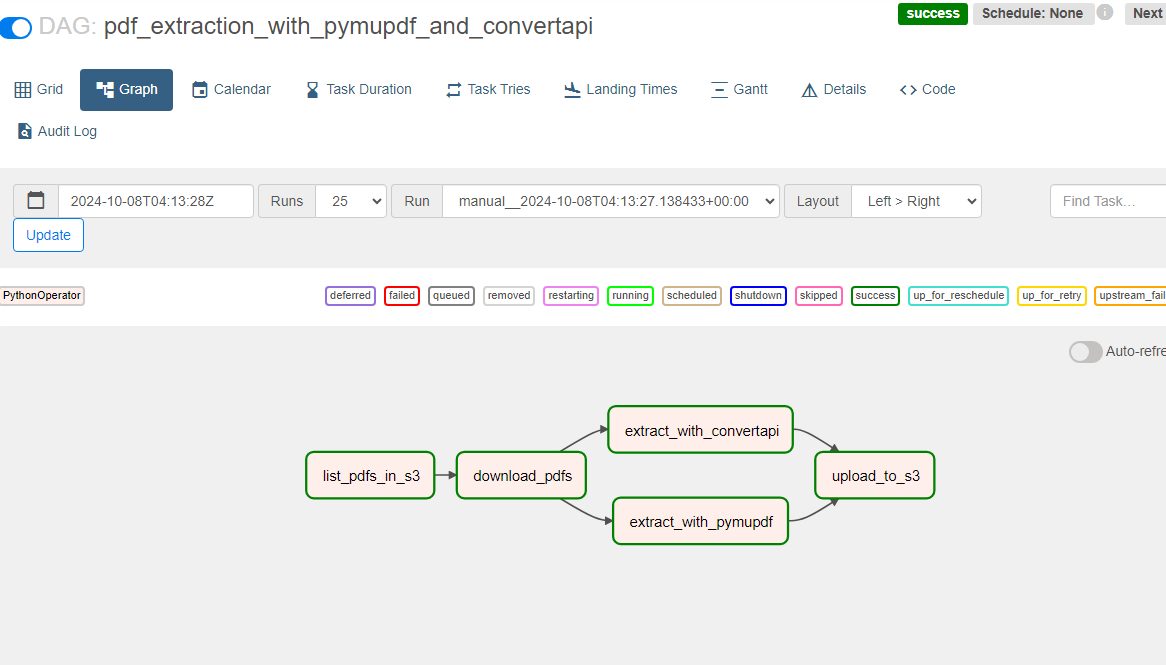 DAG: pdf_extraction_with_pymupdf_and_convertapi
success Schedule: None i Next
Grid Graph Calendar Task Duration Task Tries Landing Times Gantt Details Code
Audit Log
2024-10-08T04:13:28Z Runs 25 Run manual__2024-10-08T04:13:27.138433+00:00 Layout Left > Right Find Task…
Update
PythonOperator deferred failed queued removed restarting running scheduled shutdown skipped success up_for_reschedule up_for_retry upstream_fail
Auto-refre
extract_with_convertapi
list_pdfs_in_s3 download_pdfs upload_to_s3
extract_with_pymupdf